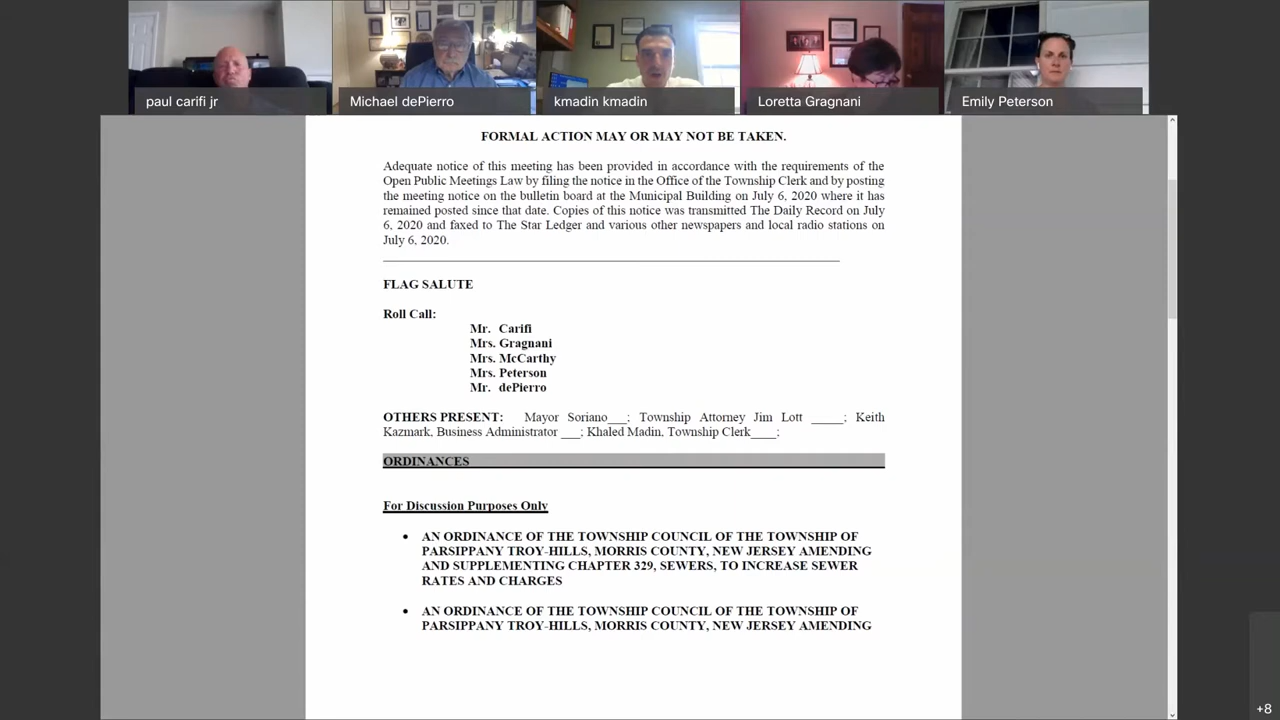 paul carifi jr
Michael dePierro
kmadin kmadin
Loretta Gragnani
Emily Peterson
FORMAL ACTION MAY OR MAY NOT BE TAKEN.
Adequate notice of this meeting has been provided in accordance with the requirements of the
Open Public Meetings Law by filing the notice in the Office of the Township Clerk and by posting
the meeting notice on the bulletin board at the Municipal Building on July 6, 2020 where it has
remained posted since that date. Copies of this notice was transmitted The Daily Record on July
6, 2020 and faxed to The Star Ledger and various other newspapers and local radio stations on
July 6, 2020.
FLAG SALUTE
Roll Call:
Mr. Carifi
Mrs. Gragnani
Mrs. McCarthy
Mrs. Peterson
Mr. dePierro
OTHERS PRESENT: Mayor Soriano___; Township Attorney Jim Lott _____; Keith
Kazmark, Business Administrator ___; Khaled Madin, Township Clerk____;
ORDINANCES
For Discussion Purposes Only
• AN ORDINANCE OF THE TOWNSHIP COUNCIL OF THE TOWNSHIP OF
PARSIPPANY TROY-HILLS, MORRIS COUNTY, NEW JERSEY AMENDING
AND SUPPLEMENTING CHAPTER 329, SEWERS, TO INCREASE SEWER
RATES AND CHARGES
• AN ORDINANCE OF THE TOWNSHIP COUNCIL OF THE TOWNSHIP OF
PARSIPPANY TROY-HILLS, MORRIS COUNTY, NEW JERSEY AMENDING
+8